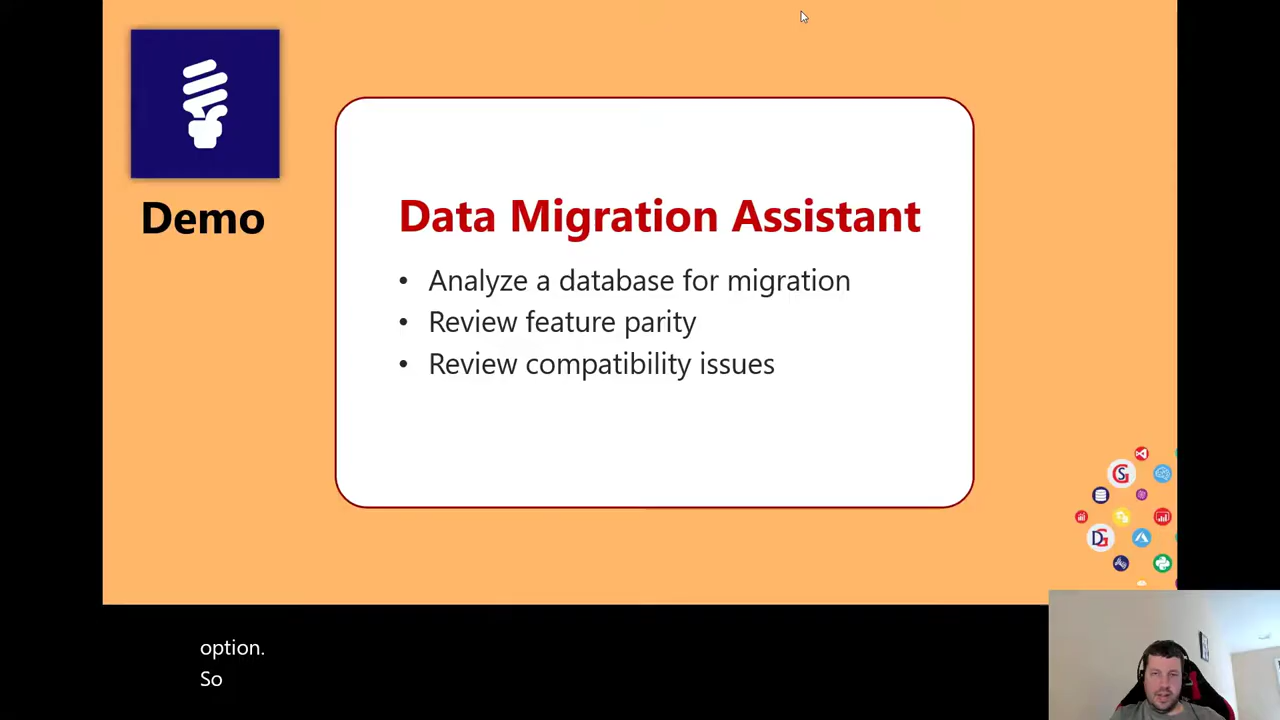 Demo
Data Migration Assistant
• Analyze a database for migration
• Review feature parity
• Review compatibility issues
option.
So